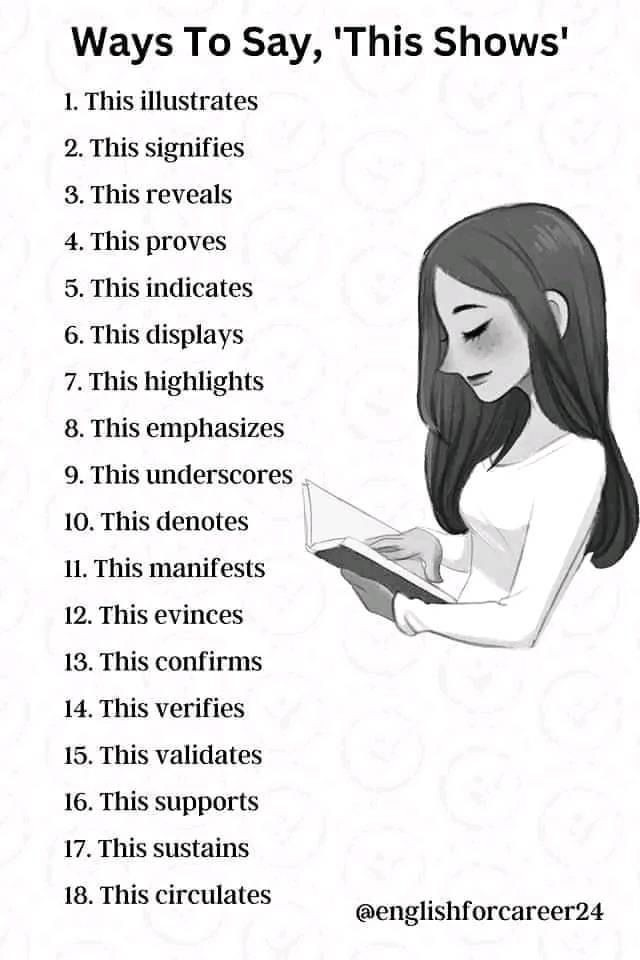 Ways To Say, 'This Shows'
1. This illustrates
2. This signifies
3. This reveals
4. This proves
5. This indicates
6. This displays
7. This highlights
8. This emphasizes
9. This underscores
10. This denotes
11. This manifests
12. This evinces
13. This confirms
14. This verifies
15. This validates
16. This supports
17. This sustains
18. This circulates
@englishforcareer24